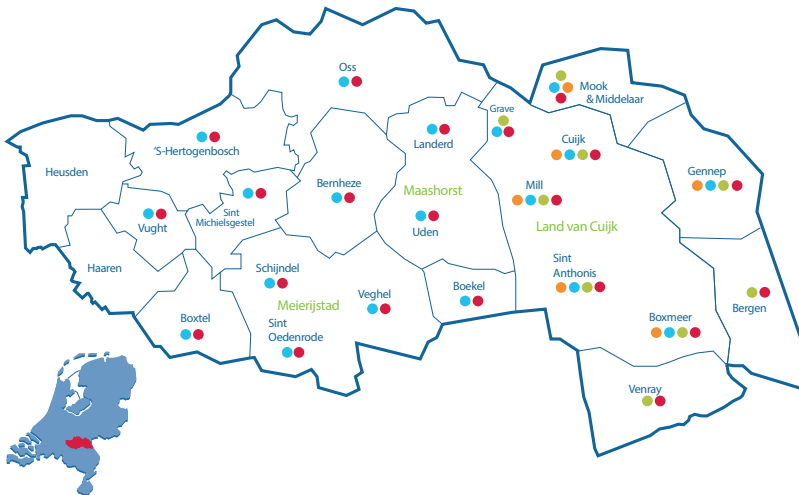 Oss
Mook
& Middelaar
Grave
Landerd
Cuijk
'S-Hertogenbosch
Heusden
Gennep
Bernheze
Maashorst
Mill
Sint
Michielsgestel
Vught
Uden
Land van Cuijk
Haaren
Schijndel
Sint
Anthonis
Boekel
Veghel
Meierijstad
Bergen
Boxtel
Sint
Oedenrode
Boxmeer
Venray